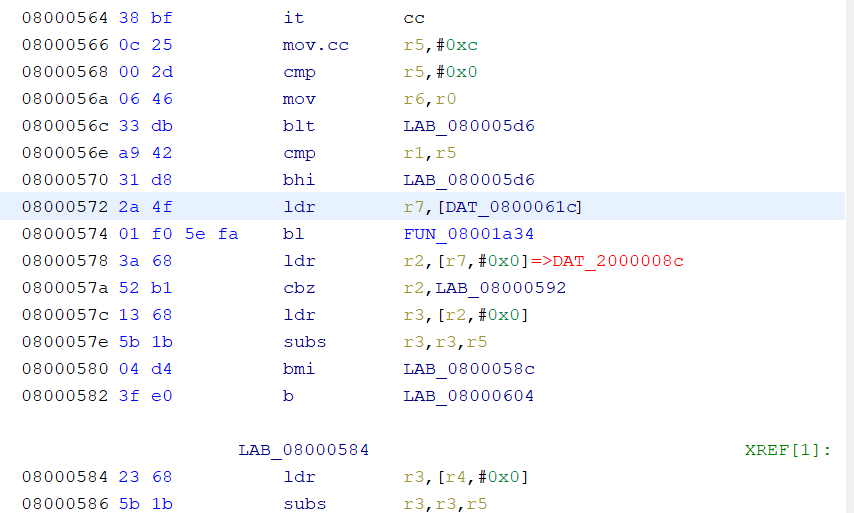 08000564 38 bf it cc
08000566 0c 25 mov.cc r5,#0xc
08000568 00 2d cmp r5,#0x0
0800056a 06 46 mov r6,r0
0800056c 33 db blt LAB_080005d6
0800056e a9 42 cmp r1,r5
08000570 31 d8 bhi LAB_080005d6
08000572 2a 4f ldr r7,[DAT_0800061c]
08000574 01 f0 5e fa bl FUN_08001a34
08000578 3a 68 ldr r2,[r7,#0x0]=>DAT_2000008c
0800057a 52 b1 cbz r2,LAB_08000592
0800057c 13 68 ldr r3,[r2,#0x0]
0800057e 5b 1b subs r3,r3,r5
08000580 04 d4 bmi LAB_0800058c
08000582 3f e0 b LAB_08000604
LAB_08000584 XREF[1]:
08000584 23 68 ldr r3,[r4,#0x0]
08000586 5b 1b subs r3,r3,r5